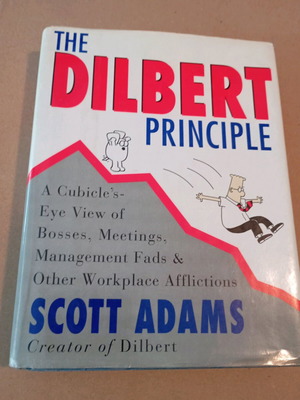 THE
DILBERT
PRINCIPLE
A Cubicle's-
Eye View of
Bosses, Meetings,
Management Fads &
Other Workplace Afflictions
SCOTT ADAMS
Creator of Dilbert